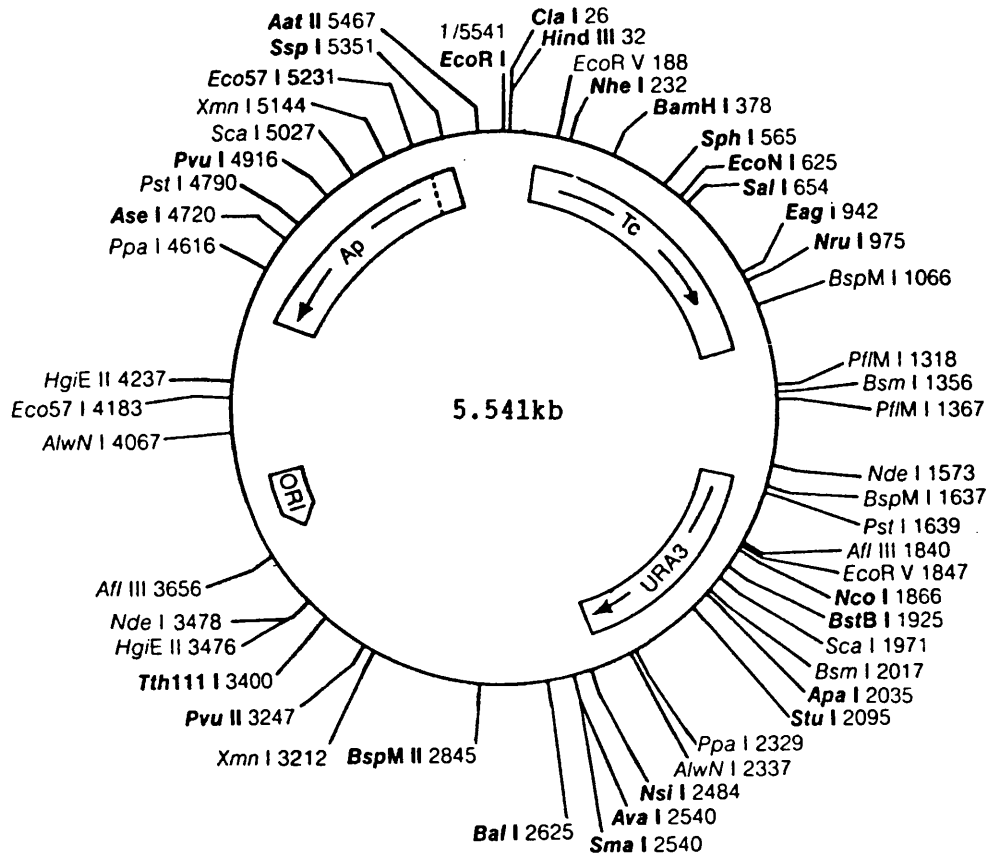 1/5541
EcoR I
Cla I 26
Hind III 32
EcoR V 188
Nhe I 232
BamH I 378
Sph I 565
EcoN I 625
Sal I 654
Eag I 942
Nru I 975
BspM I 1066
PflM I 1318
Bsm I 1356
PflM I 1367
Nde I 1573
BspM I 1637
Pst I 1639
Afl III 1840
EcoR V 1847
Nco I 1866
BstB I 1925
Sca I 1971
Bsm I 2017
Apa I 2035
Stu I 2095
Ppa I 2329
AlwN I 2337
Nsi I 2484
Ava I 2540
Sma I 2540
Bal I 2625
BspM II 2845
Xmn I 3212
Pvu II 3247
Tth111 I 3400
HgiE II 3476
Nde I 3478
Afl III 3656
AlwN I 4067
Eco57 I 4183
HgiE II 4237
Ppa I 4616
Ase I 4720
Pst I 4790
Pvu I 4916
Sca I 5027
Xmn I 5144
Eco57 I 5231
Ssp I 5351
Aat II 5467
Ap
Tc
5.541kb
ORI
URA3